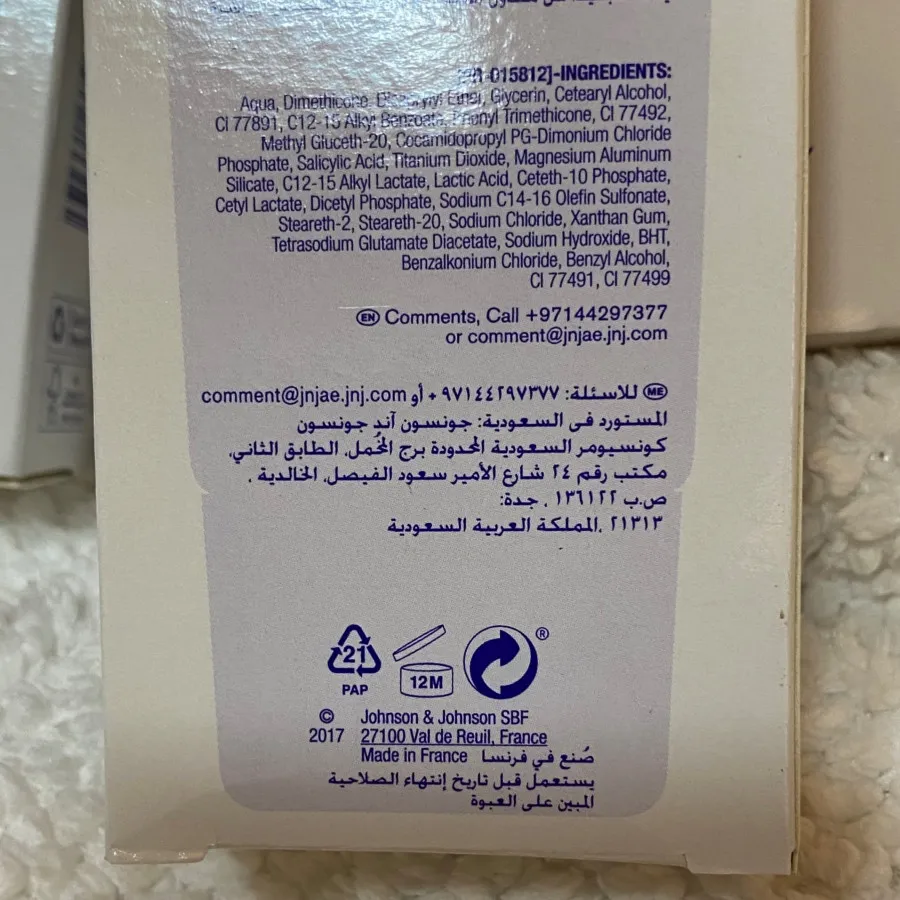 015812]-INGREDIENTS:
Aqua, Dimethicone, Ether, Glycerin, Cetearyl Alcohol,
CI 77891, C12-15 Alkyl Benzoate, Phenyl Trimethicone, CI 77492,
Methyl Gluceth-20, Cocamidopropyl PG-Dimonium Chloride
Phosphate, Salicylic Acid, Titanium Dioxide, Magnesium Aluminum
Silicate, C12-15 Alkyl Lactate, Lactic Acid, Ceteth-10 Phosphate,
Cetyl Lactate, Dicetyl Phosphate, Sodium C14-16 Olefin Sulfonate,
Steareth-2, Steareth-20, Sodium Chloride, Xanthan Gum,
Tetrasodium Glutamate Diacetate, Sodium Hydroxide, BHT,
Benzalkonium Chloride, Benzyl Alcohol,
CI 77491, CI 77499
EN Comments, Call +97144297377
or comment@jnjae.jnj.com
ME للاسئلة: ٩٧١٤٤٢٩٧٣٧٧ + أو comment@jnjae.jnj.com
المستورد في السعودية: جونسون آند جونسون
كونسيومر السعودية المحدودة برج المُخمل. الطابق الثاني,
مكتب رقم ٢٤ شارع الأمير سعود الفيصل. الخالدية .
ص.ب ١٣٦١٢٢ . جدة:
٢١٣١٣ .المملكة العربية السعودية
21
PAP
12M
®
© Johnson & Johnson SBF
2017 27100 Val de Reuil, France
Made in France صُنع في فرنسا
يستعمل قبل تاريخ إنتهاء الصلاحية
المبين على العبوة